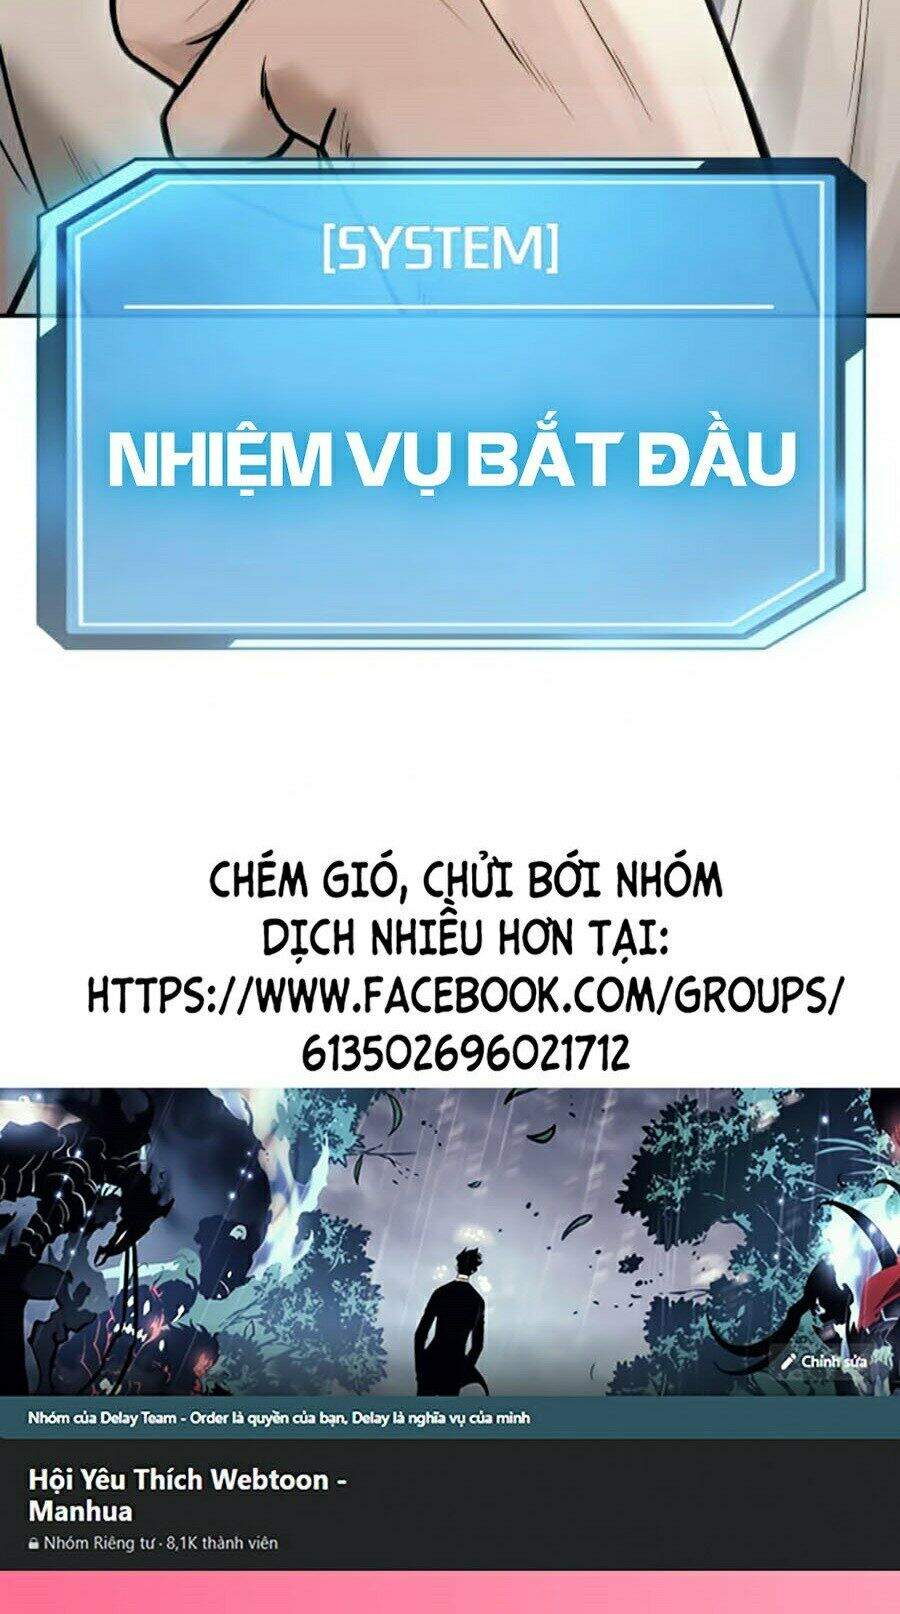 [SYSTEM]
NHIỆM VỤ BẮT ĐẦU
CHÉM GIÓ, CHỬI BỚI NHÓM
DỊCH NHIỀU HƠN TẠI:
HTTPS://WWW.FACEBOOK.COM/GROUPS/
613502696021712
Chỉnh sửa
Nhóm của Delay Team - Order là quyền của bạn, Delay là nghĩa vụ của mình
Hội Yêu Thích Webtoon -
Manhua
Nhóm Riêng tư · 8,1K thành viên